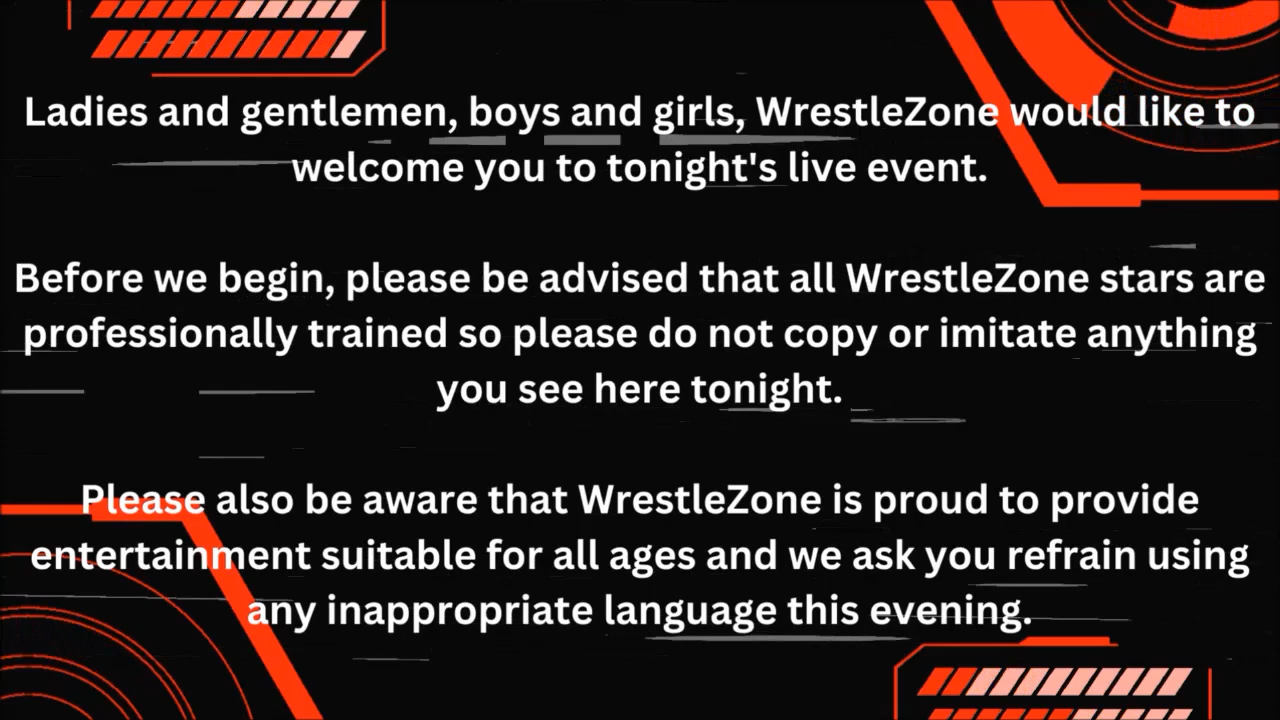 Ladies and gentlemen, boys and girls, WrestleZone would like to
welcome you to tonight's live event.
Before we begin, please be advised that all WrestleZone stars are
professionally trained so please do not copy or imitate anything
you see here tonight.
Please also be aware that WrestleZone is proud to provide
entertainment suitable for all ages and we ask you refrain using
any inappropriate language this evening.